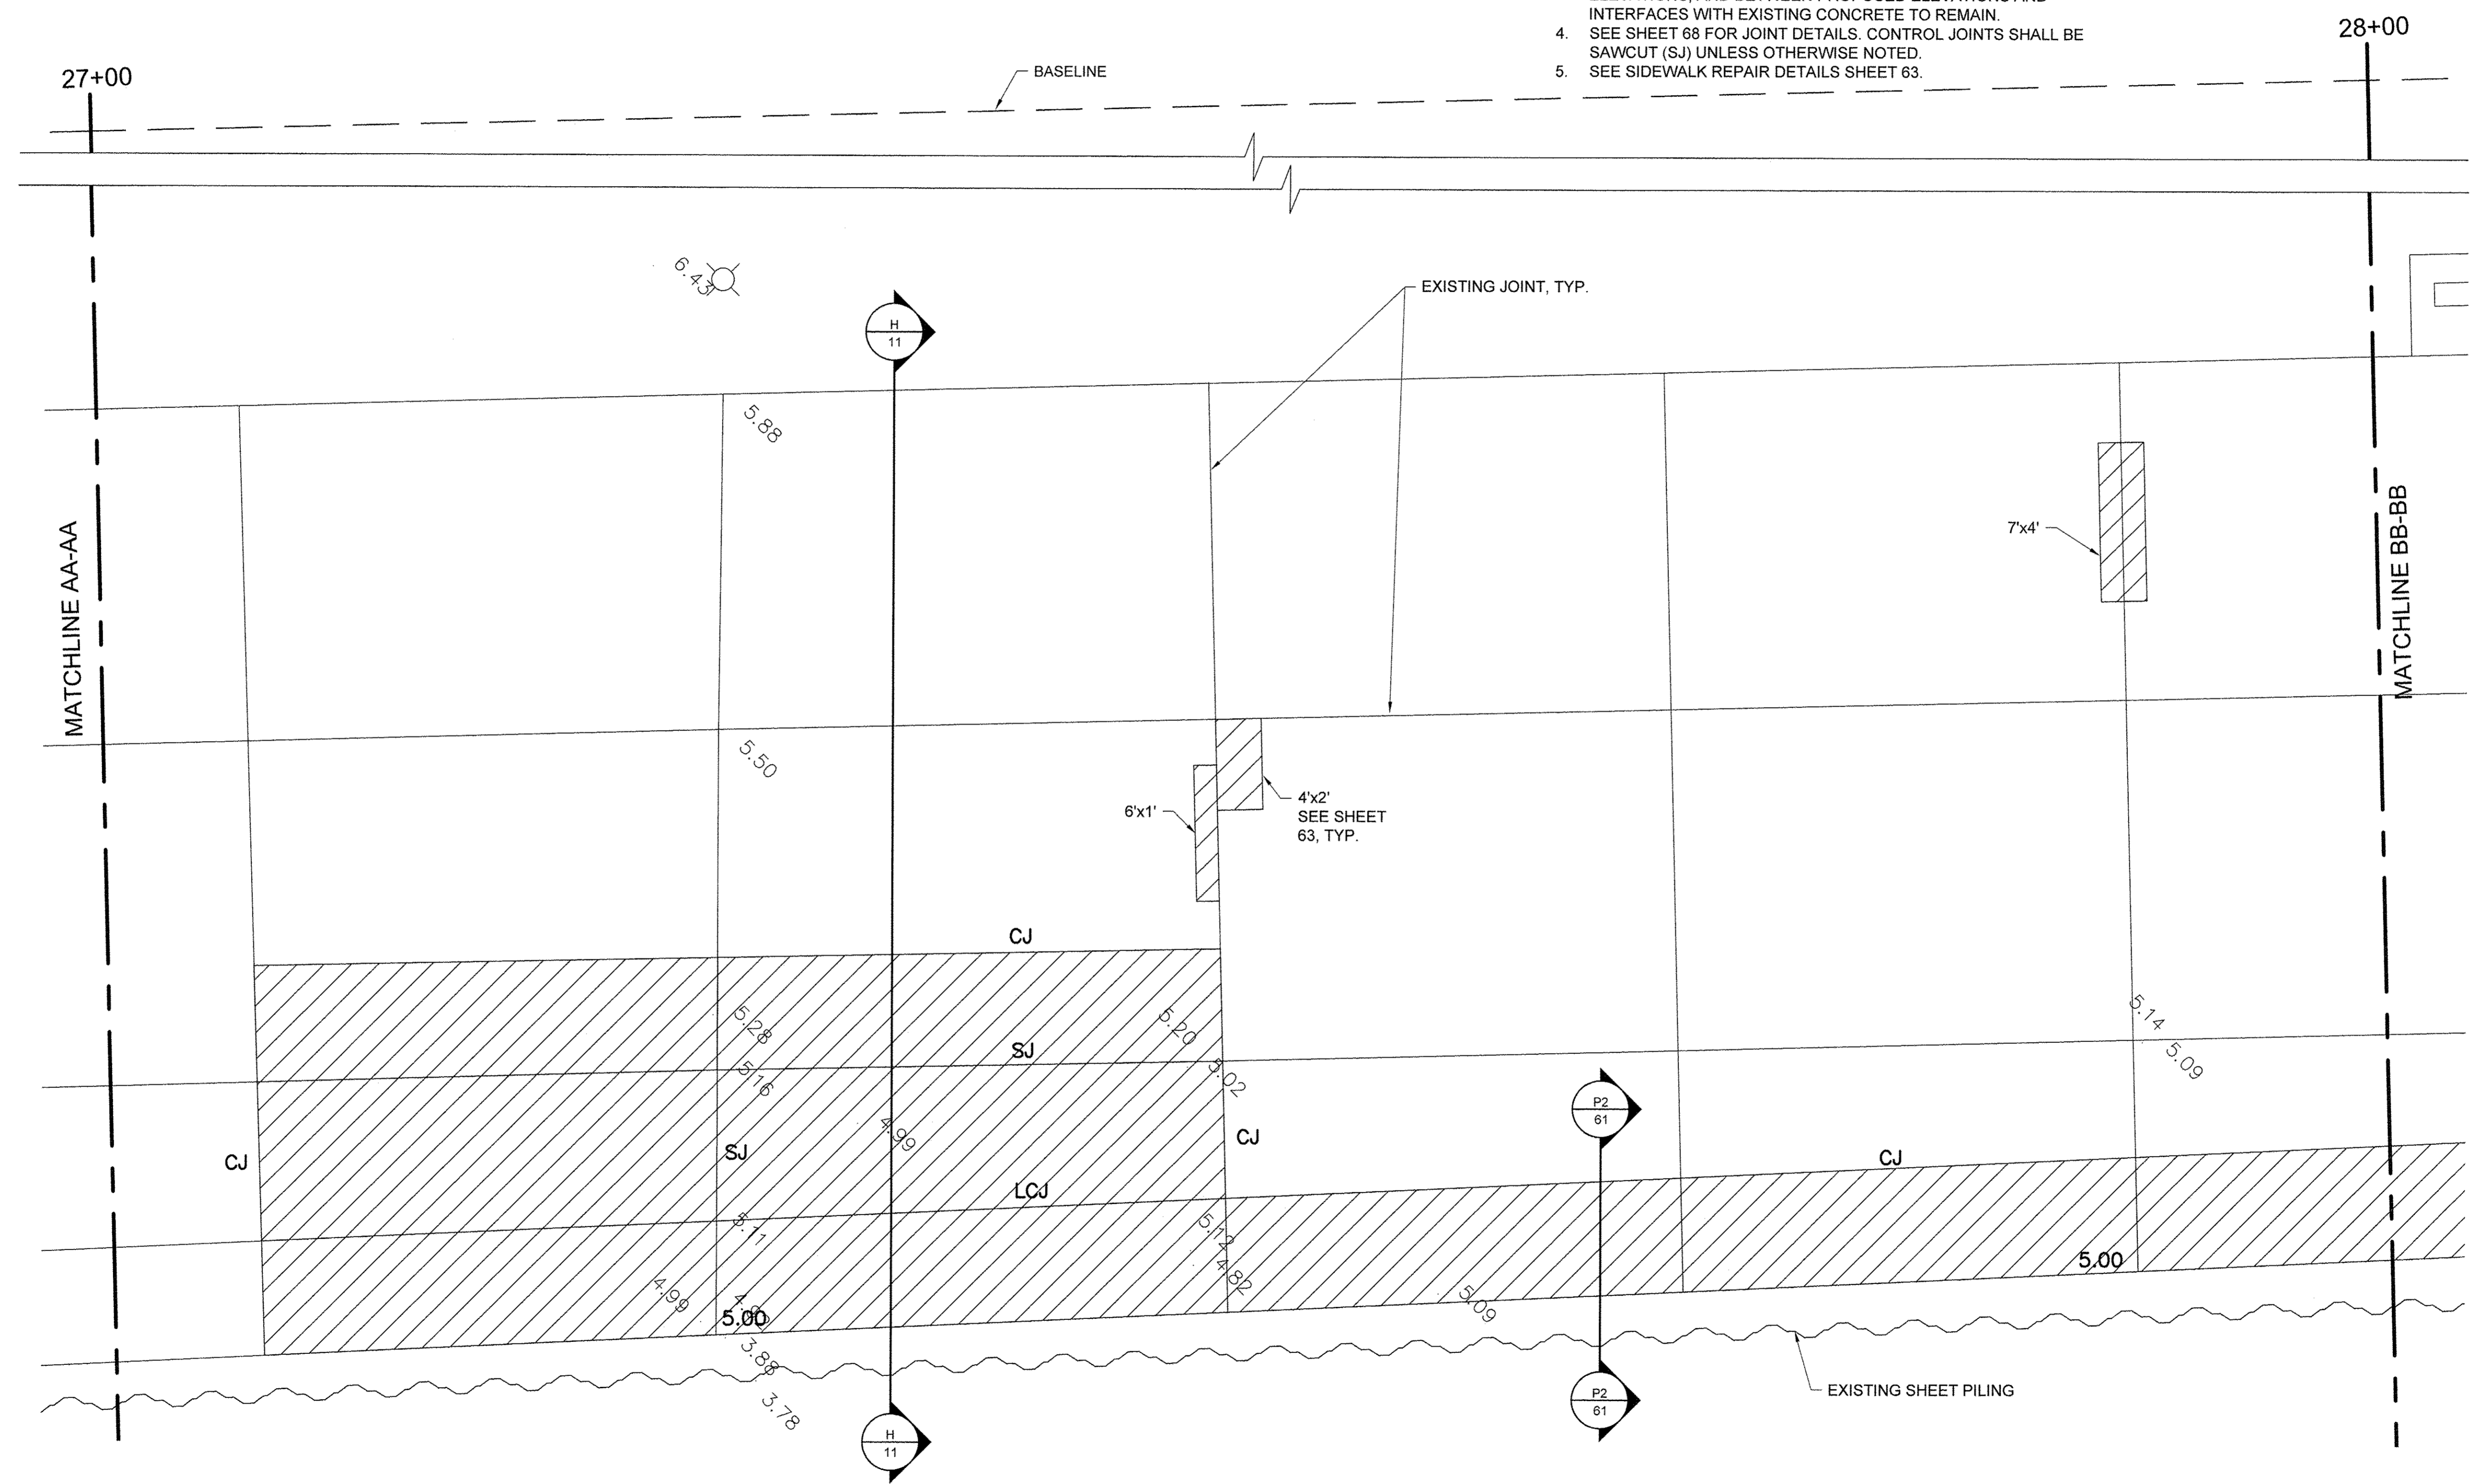 INTERFACES WITH EXISTING CONCRETE TO REMAIN.
4. SEE SHEET 68 FOR JOINT DETAILS. CONTROL JOINTS SHALL BE
SAWCUT (SJ) UNLESS OTHERWISE NOTED.
5. SEE SIDEWALK REPAIR DETAILS SHEET 63.
27+00
28+00
BASELINE
6.43
H
11
EXISTING JOINT, TYP.
5.88
MATCHLINE AA-AA
MATCHLINE BB-BB
7'x4'
5.50
6'x1'
4'x2'
SEE SHEET
63, TYP.
CJ
5.28
5.20
5.14
SJ
5.16
5.02
5.09
P2
61
4.99
CJ
SJ
CJ
CJ
LCJ
5.11
5.12
4.82
5.00
4.99
5.00
5.09
3.88
3.78
P2
61
EXISTING SHEET PILING
H
11